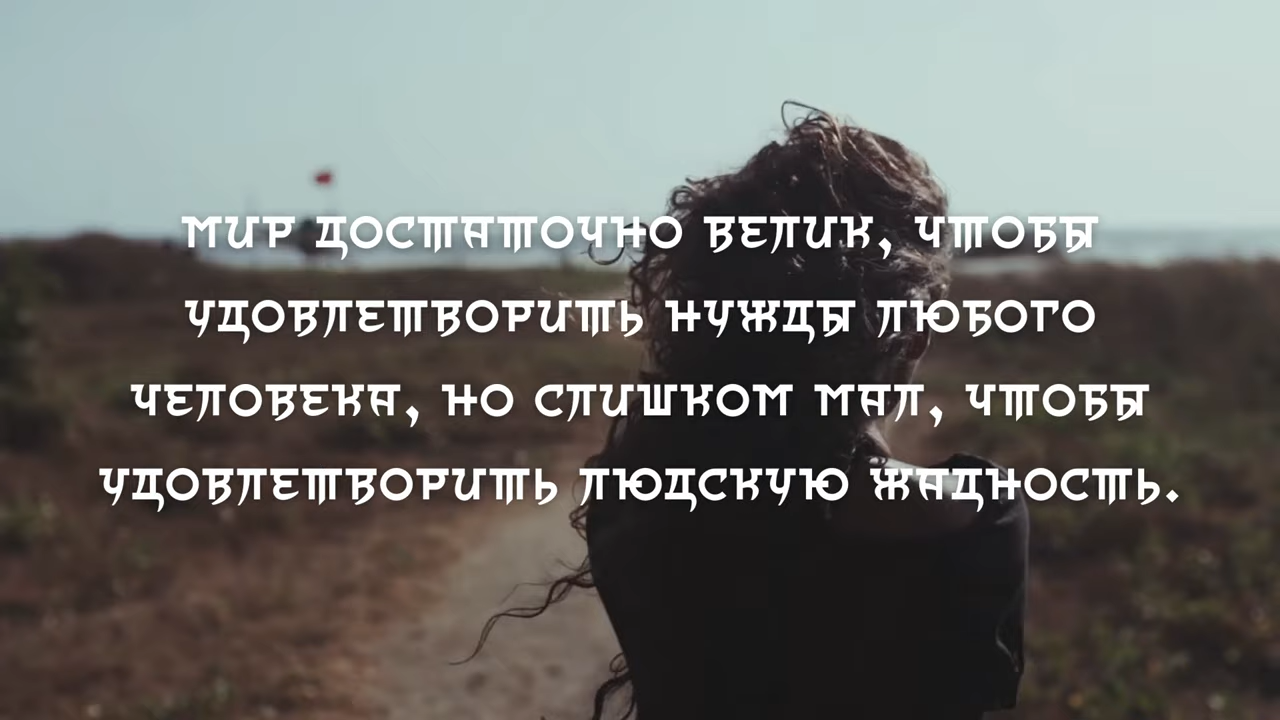 МИР ДОСТАТОЧНО ВЕЛИК, ЧТОБЫ
УДОВЛЕТВОРИТЬ НУЖДЫ ЛЮБОГО
ЧЕЛОВЕКА, НО СЛИШКОМ МАЛ, ЧТОБЫ
УДОВЛЕТВОРИТЬ ЛЮДСКУЮ ЖАДНОСТЬ.